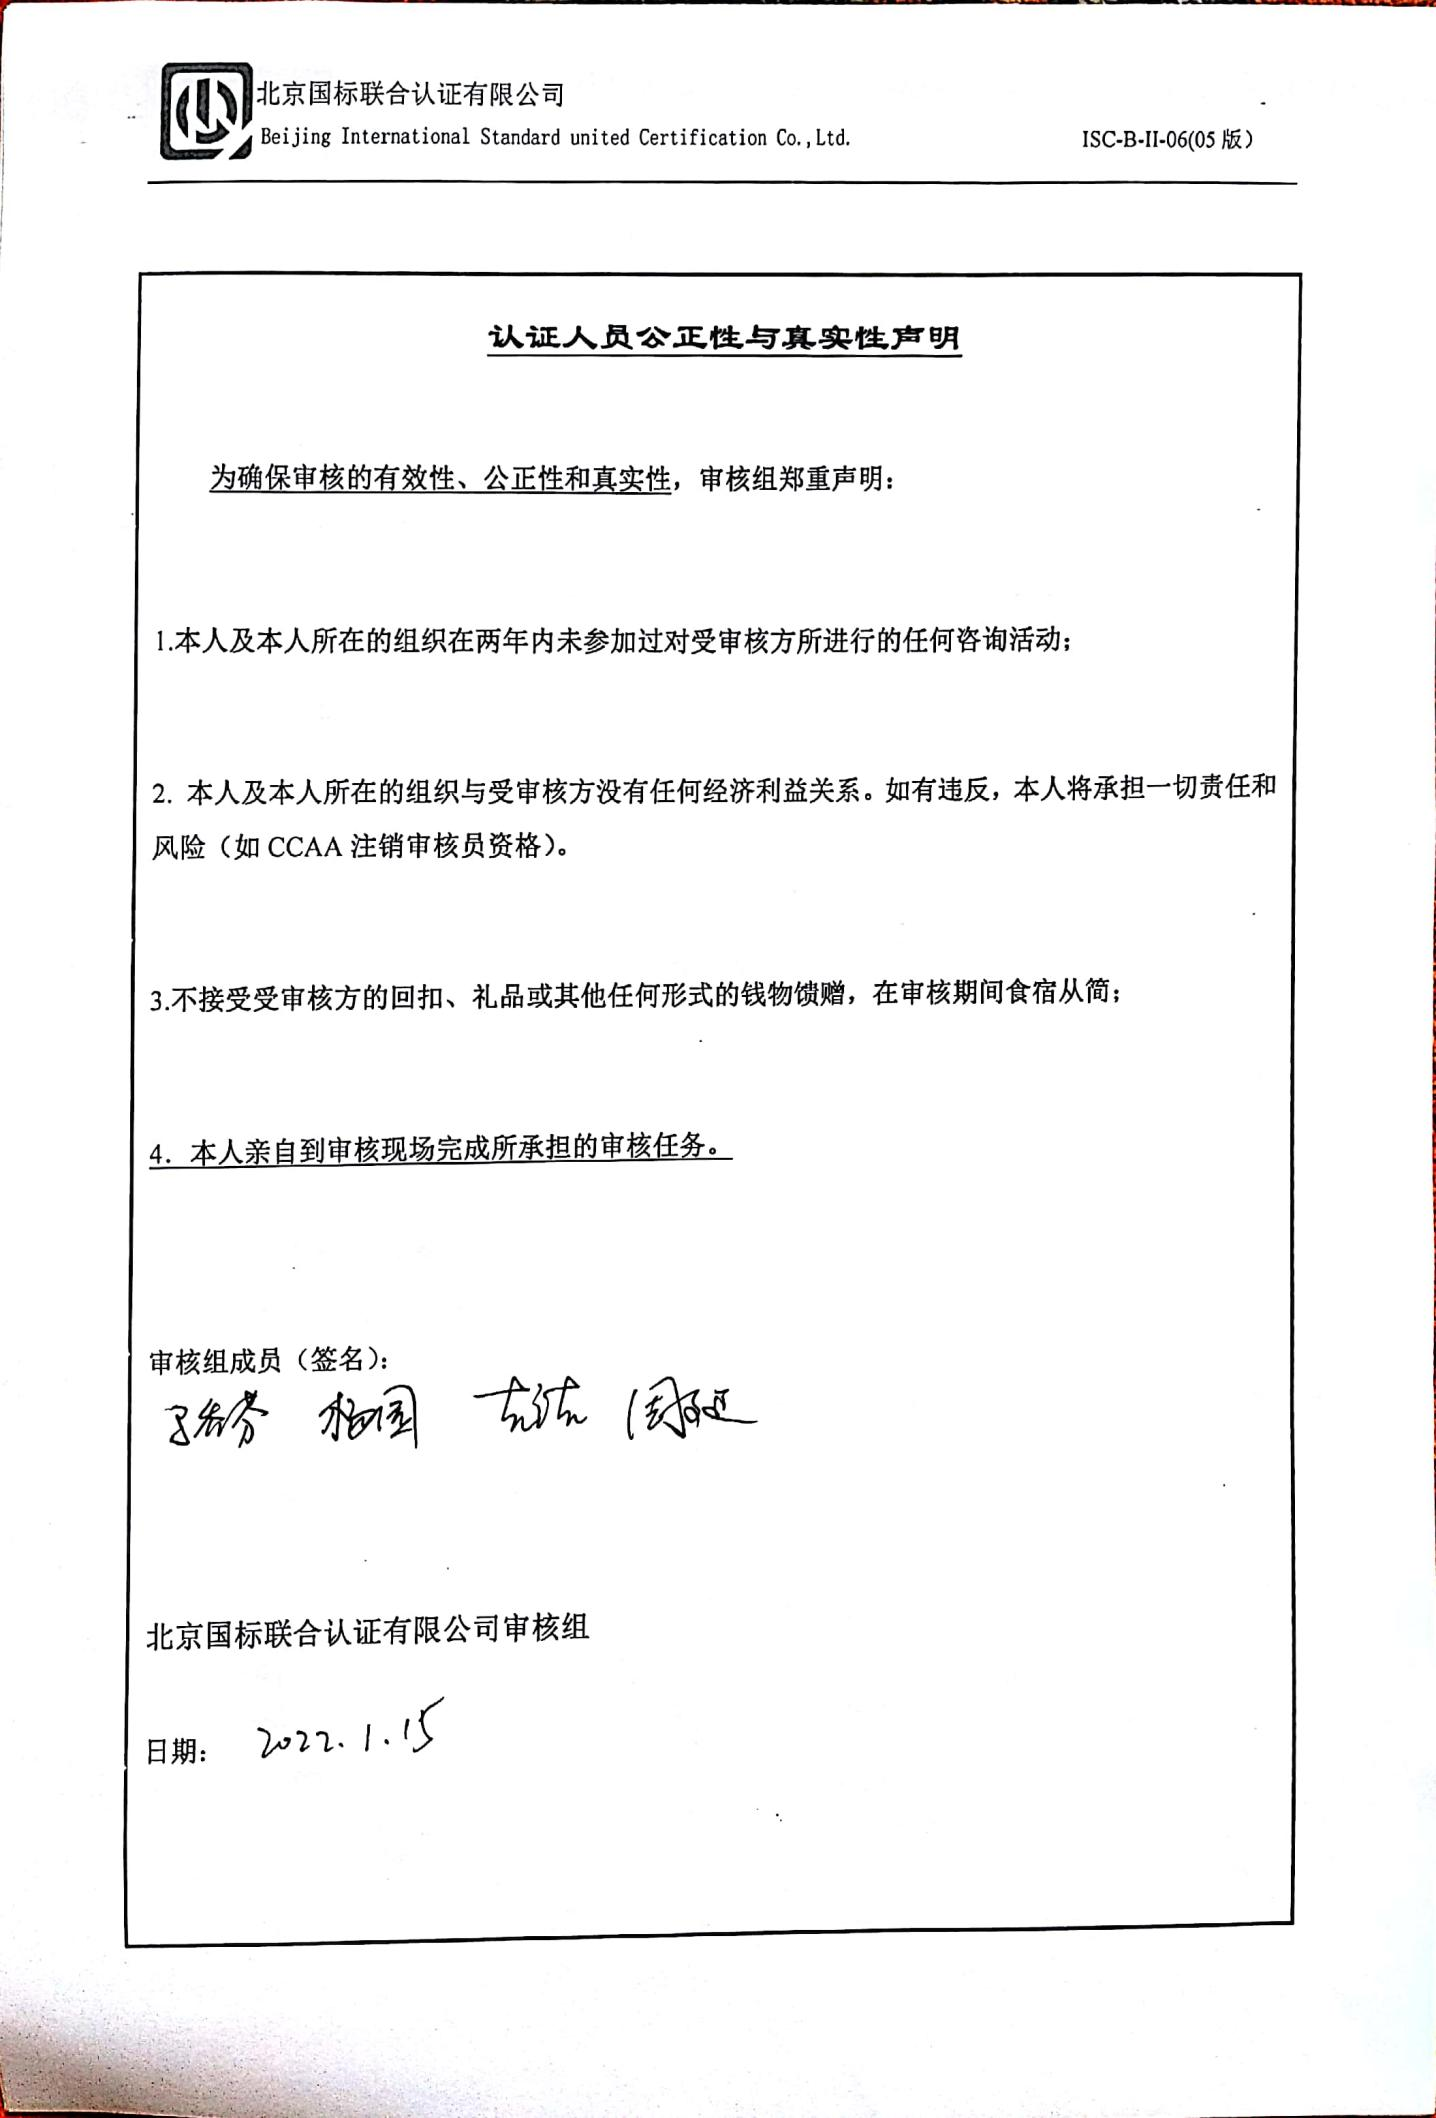 北京国标联合认证有限公司
Beijing International Standard united Certification Co.,Ltd.
ISC-B-II-06(05 版)
认证人员公正性与真实性声明
为确保审核的有效性、公正性和真实性，审核组郑重声明：
1.本人及本人所在的组织在两年内未参加过对受审核方所进行的任何咨询活动；
2. 本人及本人所在的组织与受审核方没有任何经济利益关系。如有违反，本人将承担一切责任和
风险（如 CCAA 注销审核员资格）。
3.不接受受审核方的回扣、礼品或其他任何形式的钱物馈赠，在审核期间食宿从简；
4. 本人亲自到审核现场完成所承担的审核任务。
审核组成员（签名）：
北京国标联合认证有限公司审核组
日期： 2022.1.15